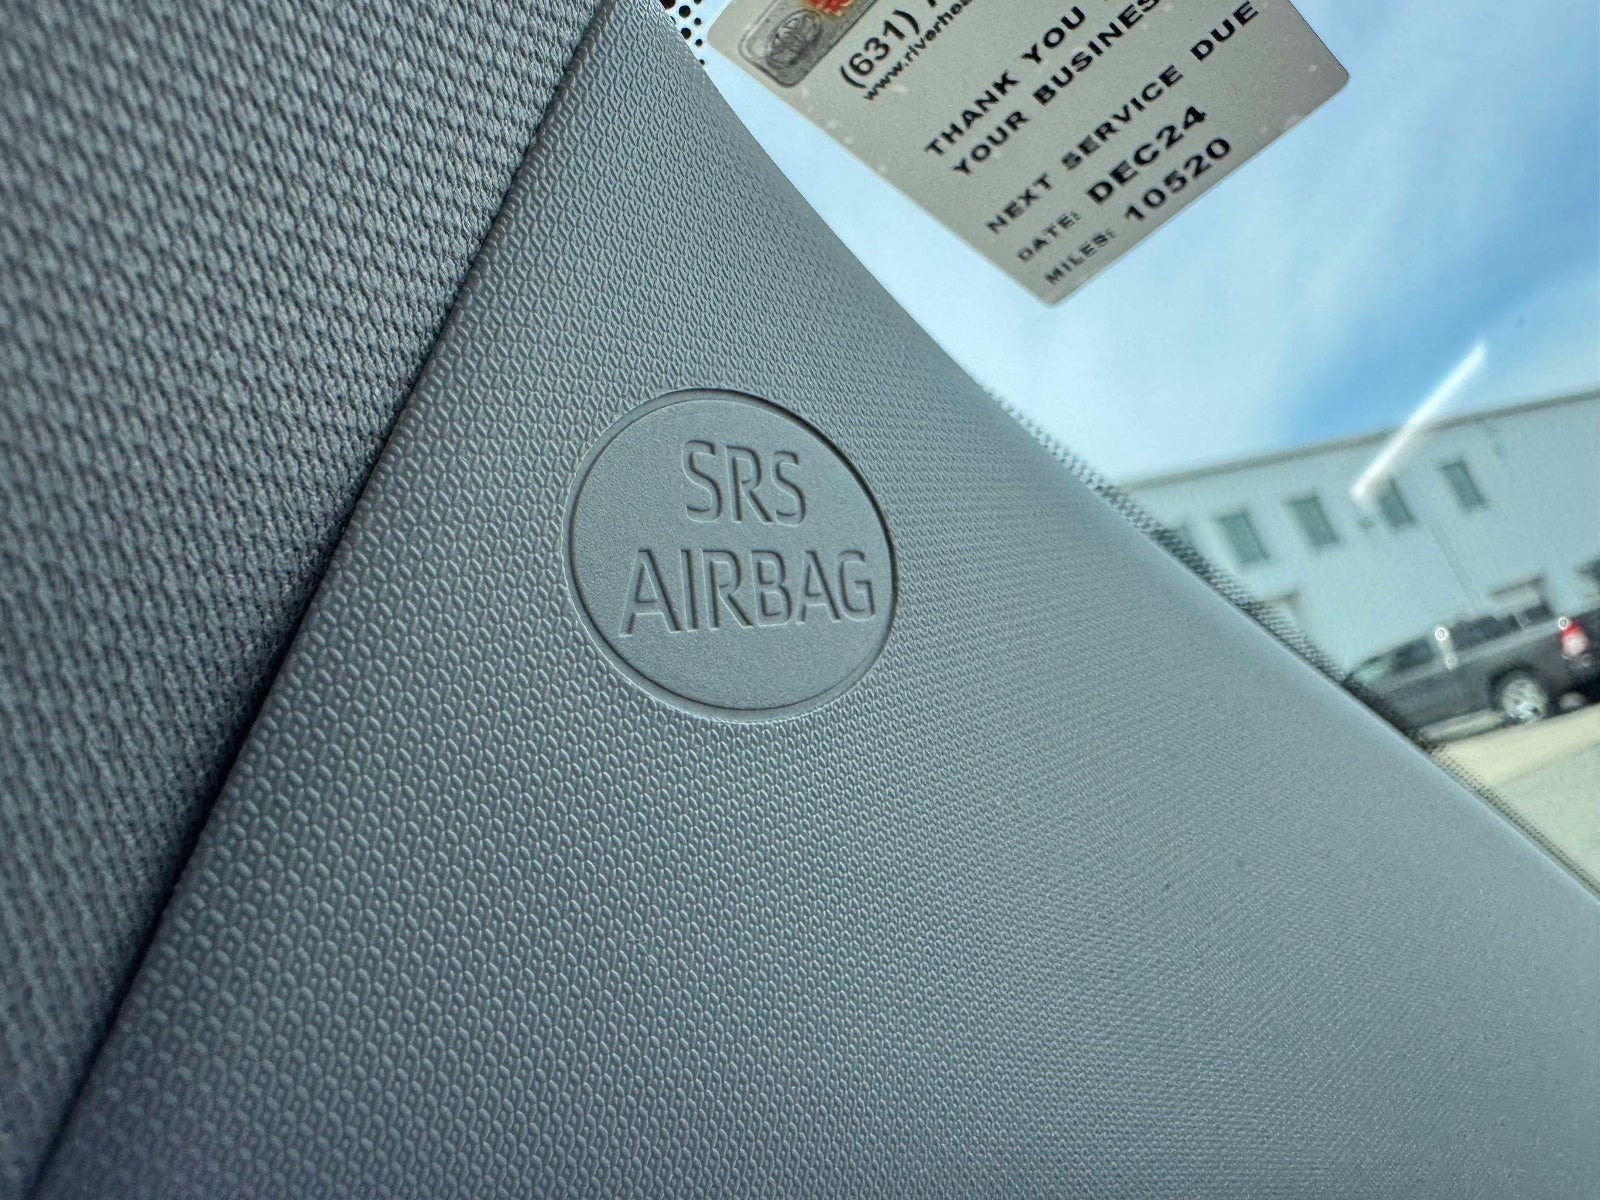 (631)
THANK YOU
YOUR BUSINES
NEXT SERVICE DUE
DATE: DEC24
MILES: 10520
SRS
AIRBAG